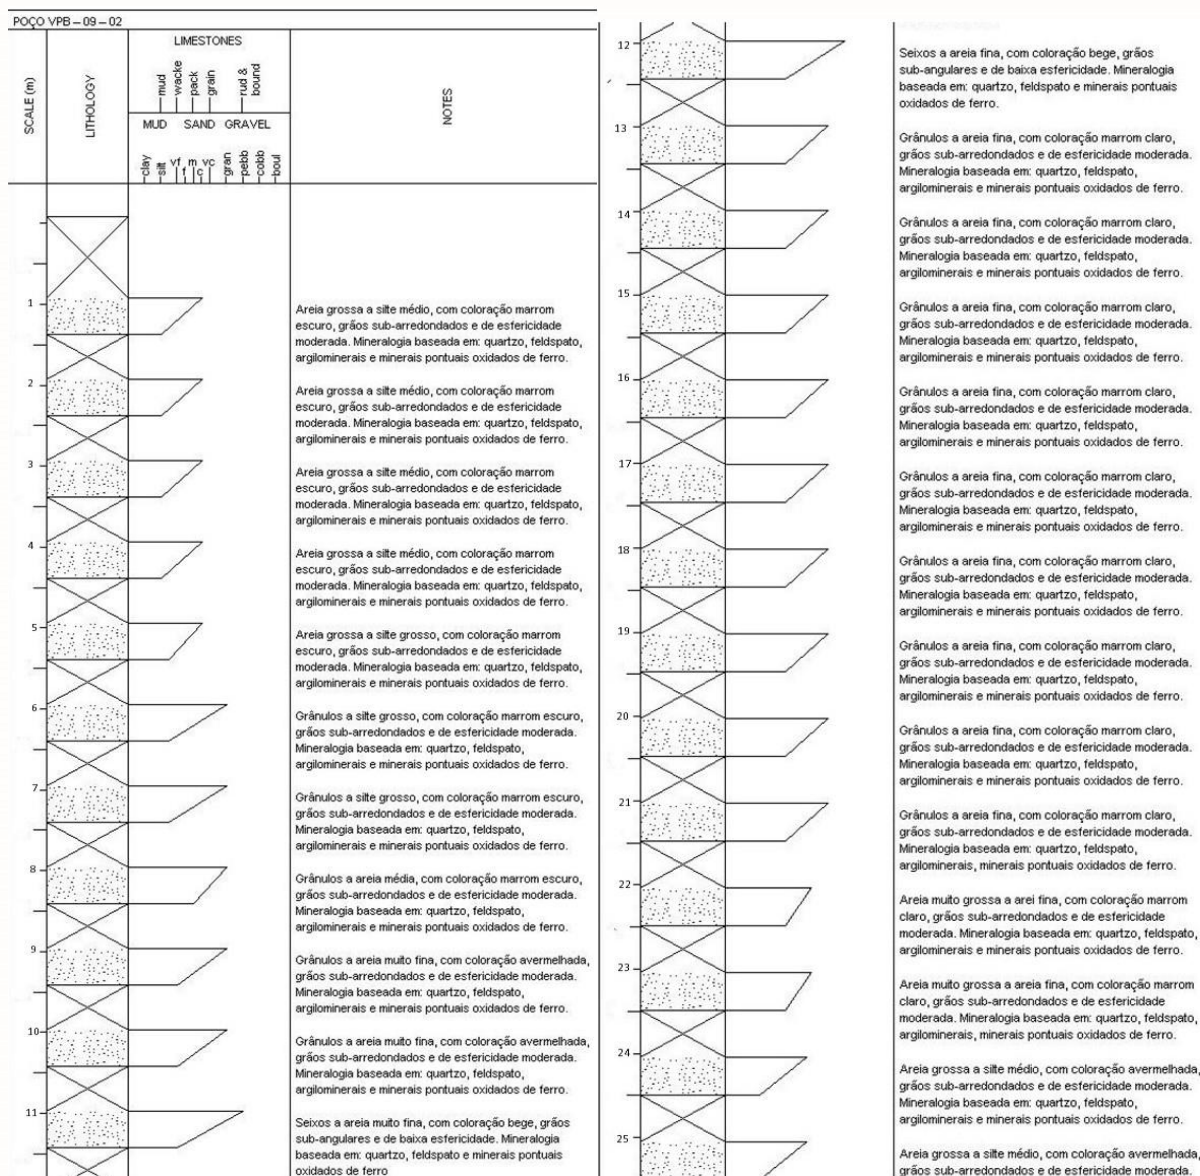 POÇO VPB – 09 – 02
SCALE (m)
LITHOLOGY
LIMESTONES
mud
wacke
pack
grain
rud &
bound
MUD SAND GRAVEL
clay
silt
vf
f
m
c
vc
gran
pebb
cobb
boul
NOTES
1
Areia grossa a silte médio, com coloração marrom
escuro, grãos sub-arredondados e de esfericidade
moderada. Mineralogia baseada em: quartzo, feldspato,
argilominerais e minerais pontuais oxidados de ferro.
2
Areia grossa a silte médio, com coloração marrom
escuro, grãos sub-arredondados e de esfericidade
moderada. Mineralogia baseada em: quartzo, feldspato,
argilominerais e minerais pontuais oxidados de ferro.
3
Areia grossa a silte médio, com coloração marrom
escuro, grãos sub-arredondados e de esfericidade
moderada. Mineralogia baseada em: quartzo, feldspato,
argilominerais e minerais pontuais oxidados de ferro.
4
Areia grossa a silte médio, com coloração marrom
escuro, grãos sub-arredondados e de esfericidade
moderada. Mineralogia baseada em: quartzo, feldspato,
argilominerais e minerais pontuais oxidados de ferro.
5
Areia grossa a silte grosso, com coloração marrom
escuro, grãos sub-arredondados e de esfericidade
moderada. Mineralogia baseada em: quartzo, feldspato,
argilominerais e minerais pontuais oxidados de ferro.
6
Grânulos a silte grosso, com coloração marrom escuro,
grãos sub-arredondados e de esfericidade moderada.
Mineralogia baseada em: quartzo, feldspato,
argilominerais e minerais pontuais oxidados de ferro.
7
Grânulos a silte grosso, com coloração marrom escuro,
grãos sub-arredondados e de esfericidade moderada.
Mineralogia baseada em: quartzo, feldspato,
argilominerais e minerais pontuais oxidados de ferro.
8
Grânulos a areia média, com coloração marrom escuro,
grãos sub-arredondados e de esfericidade moderada.
Mineralogia baseada em: quartzo, feldspato,
argilominerais e minerais pontuais oxidados de ferro.
9
Grânulos a areia muito fina, com coloração avermelhada,
grãos sub-arredondados e de esfericidade moderada.
Mineralogia baseada em: quartzo, feldspato,
argilominerais e minerais pontuais oxidados de ferro.
10
Grânulos a areia muito fina, com coloração avermelhada,
grãos sub-arredondados e de esfericidade moderada.
Mineralogia baseada em: quartzo, feldspato,
argilominerais e minerais pontuais oxidados de ferro.
11
Seixos a areia muito fina, com coloração bege, grãos
sub-angulares e de baixa esfericidade. Mineralogia
baseada em: quartzo, feldspato e minerais pontuais
oxidados de ferro
12
Seixos a areia fina, com coloração bege, grãos
sub-angulares e de baixa esfericidade. Mineralogia
baseada em: quartzo, feldspato e minerais pontuais
oxidados de ferro.
13
Grânulos a areia fina, com coloração marrom claro,
grãos sub-arredondados e de esfericidade moderada.
Mineralogia baseada em: quartzo, feldspato,
argilominerais e minerais pontuais oxidados de ferro.
14
Grânulos a areia fina, com coloração marrom claro,
grãos sub-arredondados e de esfericidade moderada.
Mineralogia baseada em: quartzo, feldspato,
argilominerais e minerais pontuais oxidados de ferro.
15
Grânulos a areia fina, com coloração marrom claro,
grãos sub-arredondados e de esfericidade moderada.
Mineralogia baseada em: quartzo, feldspato,
argilominerais e minerais pontuais oxidados de ferro.
16
Grânulos a areia fina, com coloração marrom claro,
grãos sub-arredondados e de esfericidade moderada.
Mineralogia baseada em: quartzo, feldspato,
argilominerais e minerais pontuais oxidados de ferro.
17
Grânulos a areia fina, com coloração marrom claro,
grãos sub-arredondados e de esfericidade moderada.
Mineralogia baseada em: quartzo, feldspato,
argilominerais e minerais pontuais oxidados de ferro.
18
Grânulos a areia fina, com coloração marrom claro,
grãos sub-arredondados e de esfericidade moderada.
Mineralogia baseada em: quartzo, feldspato,
argilominerais e minerais pontuais oxidados de ferro.
19
Grânulos a areia fina, com coloração marrom claro,
grãos sub-arredondados e de esfericidade moderada.
Mineralogia baseada em: quartzo, feldspato,
argilominerais e minerais pontuais oxidados de ferro.
20
Grânulos a areia fina, com coloração marrom claro,
grãos sub-arredondados e de esfericidade moderada.
Mineralogia baseada em: quartzo, feldspato,
argilominerais e minerais pontuais oxidados de ferro.
21
Grânulos a areia fina, com coloração marrom claro,
grãos sub-arredondados e de esfericidade moderada.
Mineralogia baseada em: quartzo, feldspato,
argilominerais, minerais pontuais oxidados de ferro.
22
Areia muito grossa a arei fina, com coloração marrom
claro, grãos sub-arredondados e de esfericidade
moderada. Mineralogia baseada em: quartzo, feldspato,
argilominerais e minerais pontuais oxidados de ferro.
23
Areia muito grossa a areia fina, com coloração marrom
claro, grãos sub-arredondados e de esfericidade
moderada. Mineralogia baseada em: quartzo, feldspato,
argilominerais, minerais pontuais oxidados de ferro.
24
Areia grossa a silte médio, com coloração avermelhada,
grãos sub-arredondados e de esfericidade moderada.
Mineralogia baseada em: quartzo, feldspato,
argilominerais e minerais pontuais oxidados de ferro.
25
Areia grossa a silte médio, com coloração avermelhada,
grãos sub-arredondados e de esfericidade moderada.